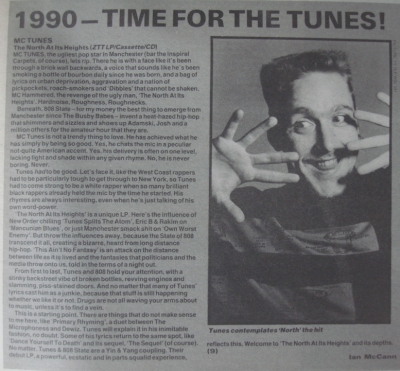 1990 – TIME FOR THE TUNES!
MC TUNES
The North At Its Heights (ZTT LP/Cassette/CD)
MC TUNES, the ugliest pop star in Manchester (bar the Inspiral
Carpets, of course), lets rip. There he is with a face like it's been
through a brick wall backwards, a voice that sounds like he's been
smoking a bottle of bourbon daily since he was born, and a bag of
lyrics on urban deprivation, aggravation and a nation of
pickpockets, roach-smokers and 'Dibbles' that cannot be shaken.
MC Hammered, the revenge of the ugly man, 'The North At Its
Heights'. Hardnoise, Roughness, Roughnecks.
Behind him, 808 State – for my money the best thing to emerge from
Manchester since The Busby Babes – invent a host-hazed hip-hop
that shimmers and sizzles and shows up Adamski, Josh and a
million others for the amateur hour that they are.
MC Tunes is not a trendy thing to love. He has achieved what he
has simply by being so good. Yes, he chats the mic in a peculiar
not-quite American accent. Yes, his delivery is often on one level,
lacking light and shade within any given rhyme. No, he is never
boring. Never.
Tunes had to be good. Let's face it, like the West Coast rappers
had to be particularly tough to get through to New York, so Tunes
had to come strong to be a white rapper when so many brilliant
black rappers already held the mic by the time he started. His
rhymes are always interesting, even when he's just talking of his
own word-power.
'The North At Its Heights' is a unique LP. Here's the influence of
New Order chilling 'Tunes Splits The Atom', Eric B & Rakim on
'Mancunian Blues', or just Manchester smack shit on 'Own Worst
Enemy'. But throw the influences away, because the 808 State
transcend it all, creating a bizarre, heard from long distance
hip-hop. 'This Ain't No Fantasy' is an attack on the distance
between life as it is lived and the fantasies that politicians and the
media throw onto us, told in the terms of a night out.
From first to last, Tunes and 808 hold your attention, with a
slimy backstreet vibe of broken bottles, revving engines and
slamming, piss-stained doors. And no matter that many of Tunes'
lyrics cast him as a junkie, because that stuff is still happening
whether we like it or not. Drugs are not all waving your arms about
to music, unless it's to find a vein.
This is a starting point. There are things that do not make sense
to me here, like 'Primary Rhyming', a duet between The
Microphondess and Dewiz. Tunes will explain it in his inimitable
fashion, no doubt. Some of his lyrics return to the same spot, like
'Dance Yourself To Death' and its sequel, 'The Sequel' (of course).
No matter. Tunes & 808 State are a Yin & Yang coupling. Their
debut LP, a powerful, ecstatic and in parts squalid experience,
Tunes contemplates 'North' the hit
reflects this. Welcome to 'The North At Its Heights' and its depths.
(9)
Ian McCann